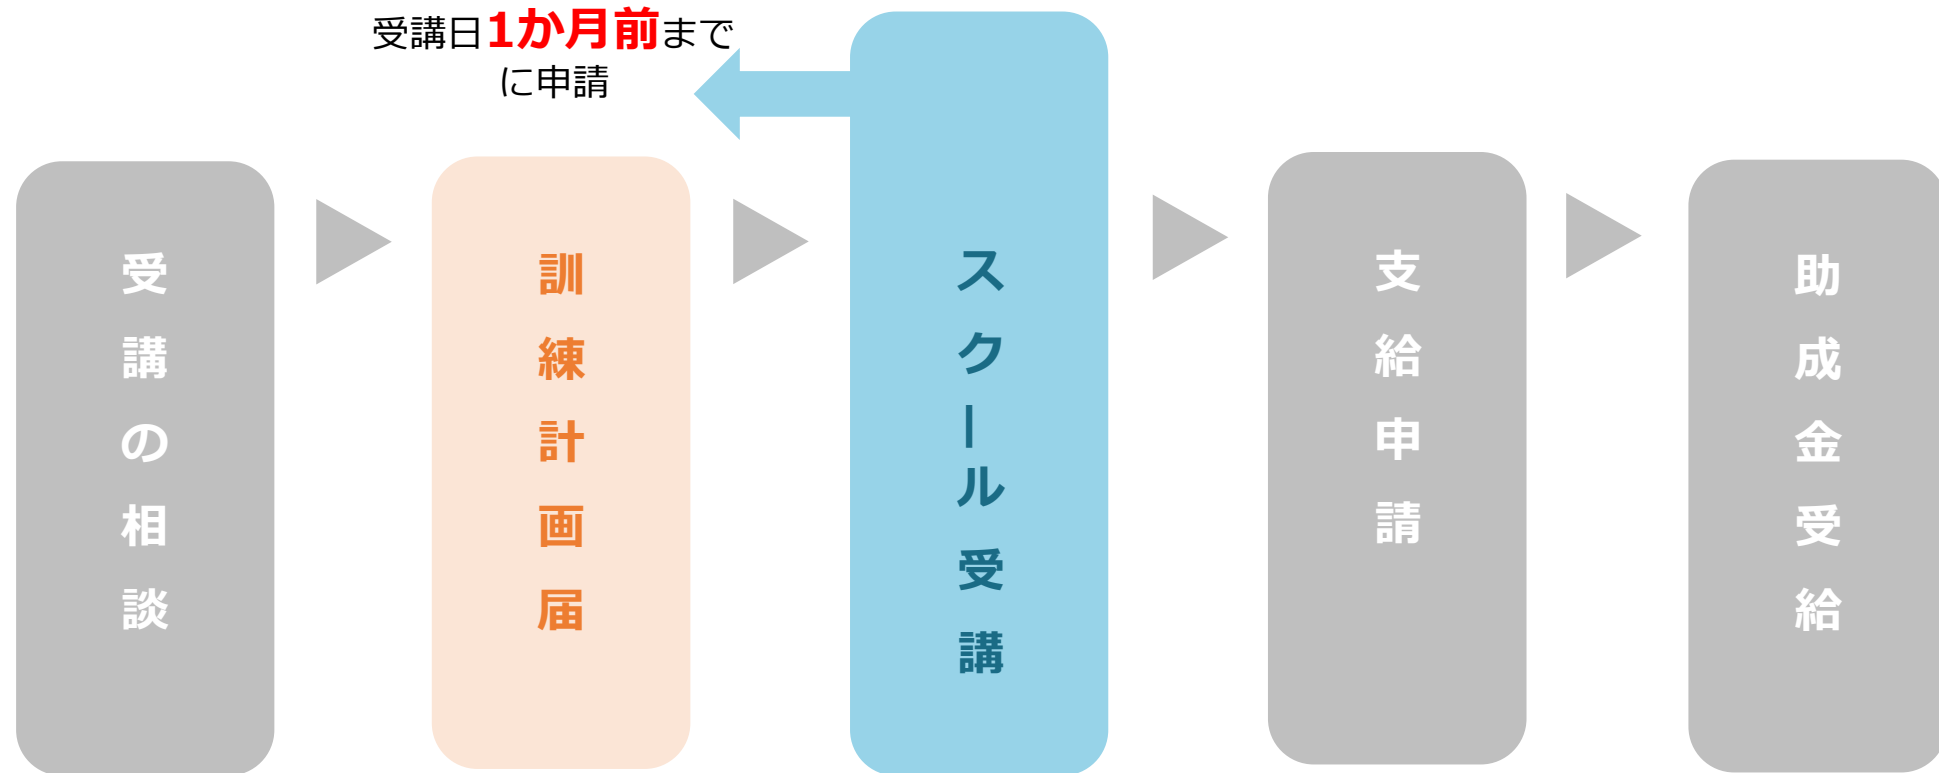 受講日1か月前まで
に申請
受講の相談
訓練計画届
スクール受講
支給申請
助成金受給